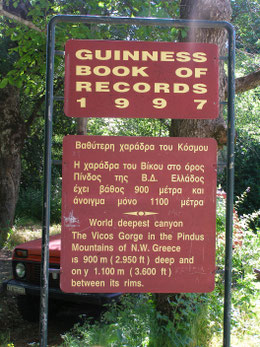 GUINNESS
BOOK OF
RECORDS
1997
Βαθύτερη χαράδρα του Κόσμου
Η χαράδρα του Βίκου στο όρος
Πίνδος της Β.Δ. Ελλάδος
έχει βάθος 900 μέτρα και
άνοιγμα μόνο 1100 μέτρα
World deepest canyon
The Vicos Gorge in the Pindus
Mountains of N.W. Greece
is 900 m ( 2.950 ft ) deep and
on y 1.100 m ( 3.600 ft )
between its rims.